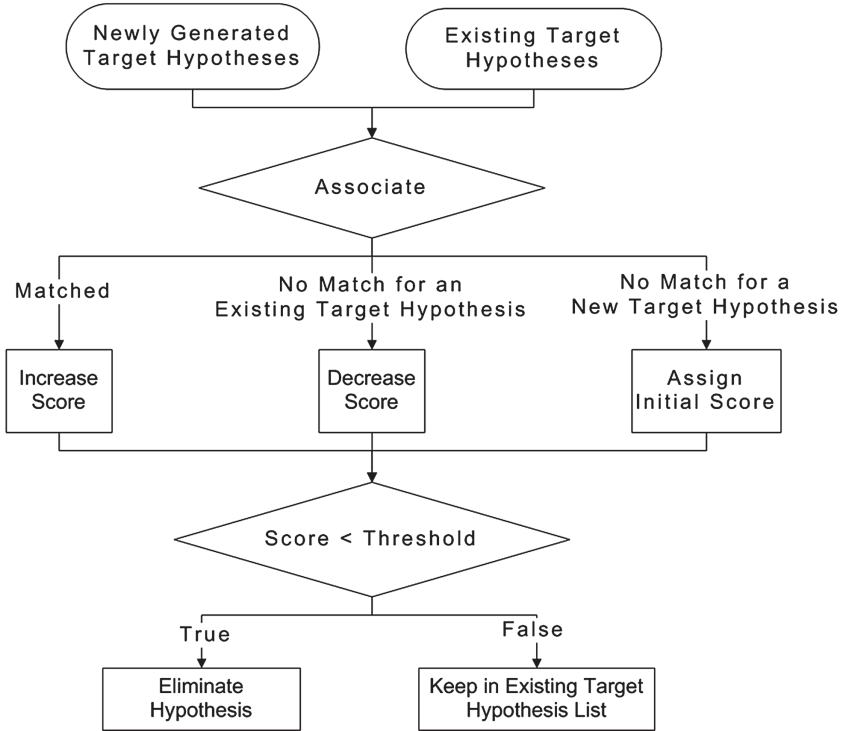 Newly Generated
Target Hypotheses
Existing Target
Hypotheses
Associate
Matched
No Match for an
Existing Target Hypothesis
No Match for a
New Target Hypothesis
Increase
Score
Decrease
Score
Assign
Initial Score
Score < Threshold
True
False
Eliminate
Hypothesis
Keep in Existing Target
Hypothesis List